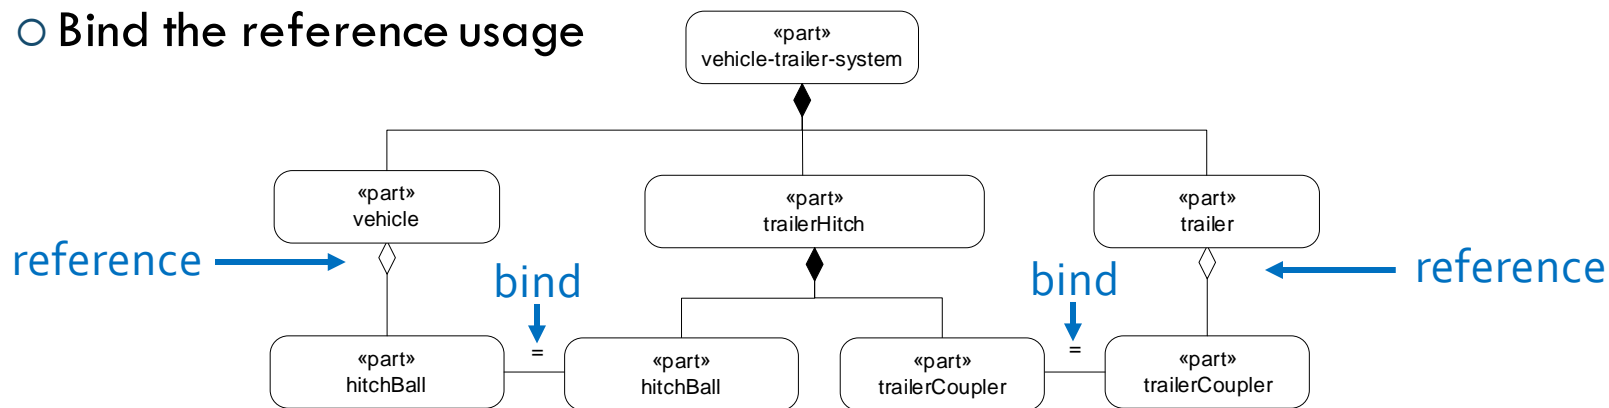 Bind the reference usage
«part»
vehicle-trailer-system
«part»
vehicle
«part»
trailerHitch
«part»
trailer
reference
bind
bind
reference
«part»
hitchBall
=
«part»
hitchBall
«part»
trailerCoupler
=
«part»
trailerCoupler